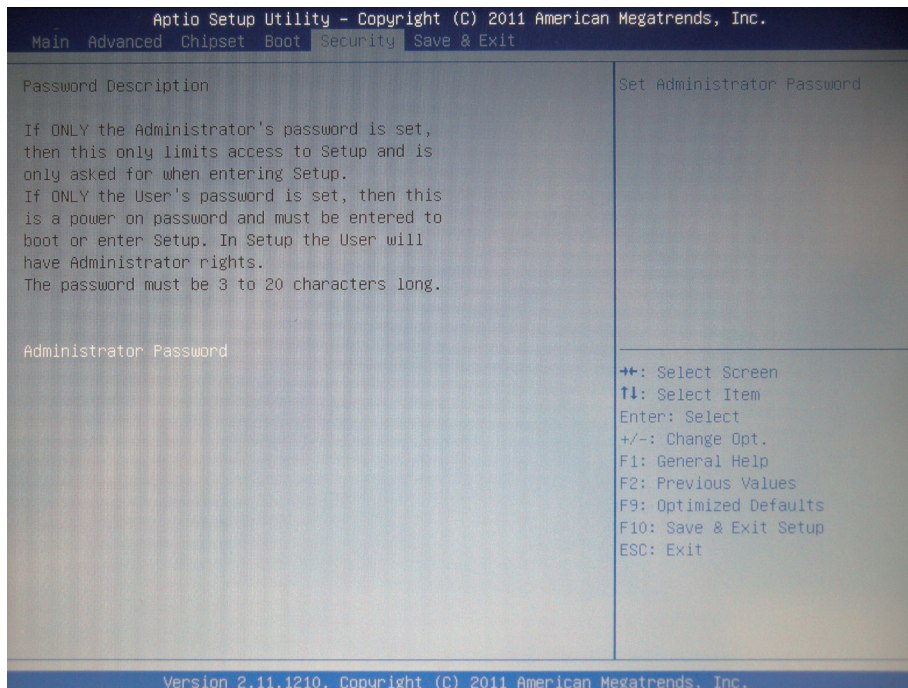 Aptio Setup Utility – Copyright (C) 2011 American Megatrends, Inc.
Main Advanced Chipset Boot Security Save & Exit
Password Description
If ONLY the Administrator's password is set,
then this only limits access to Setup and is
only asked for when entering Setup.
If ONLY the User's password is set, then this
is a power on password and must be entered to
boot or enter Setup. In Setup the User will
have Administrator rights.
The password must be 3 to 20 characters long.
Administrator Password
Set Administrator Password
→←: Select Screen
↑↓: Select Item
Enter: Select
+/-: Change Opt.
F1: General Help
F2: Previous Values
F9: Optimized Defaults
F10: Save & Exit Setup
ESC: Exit
Version 2.11.1210. Copyright (C) 2011 American Megatrends, Inc.